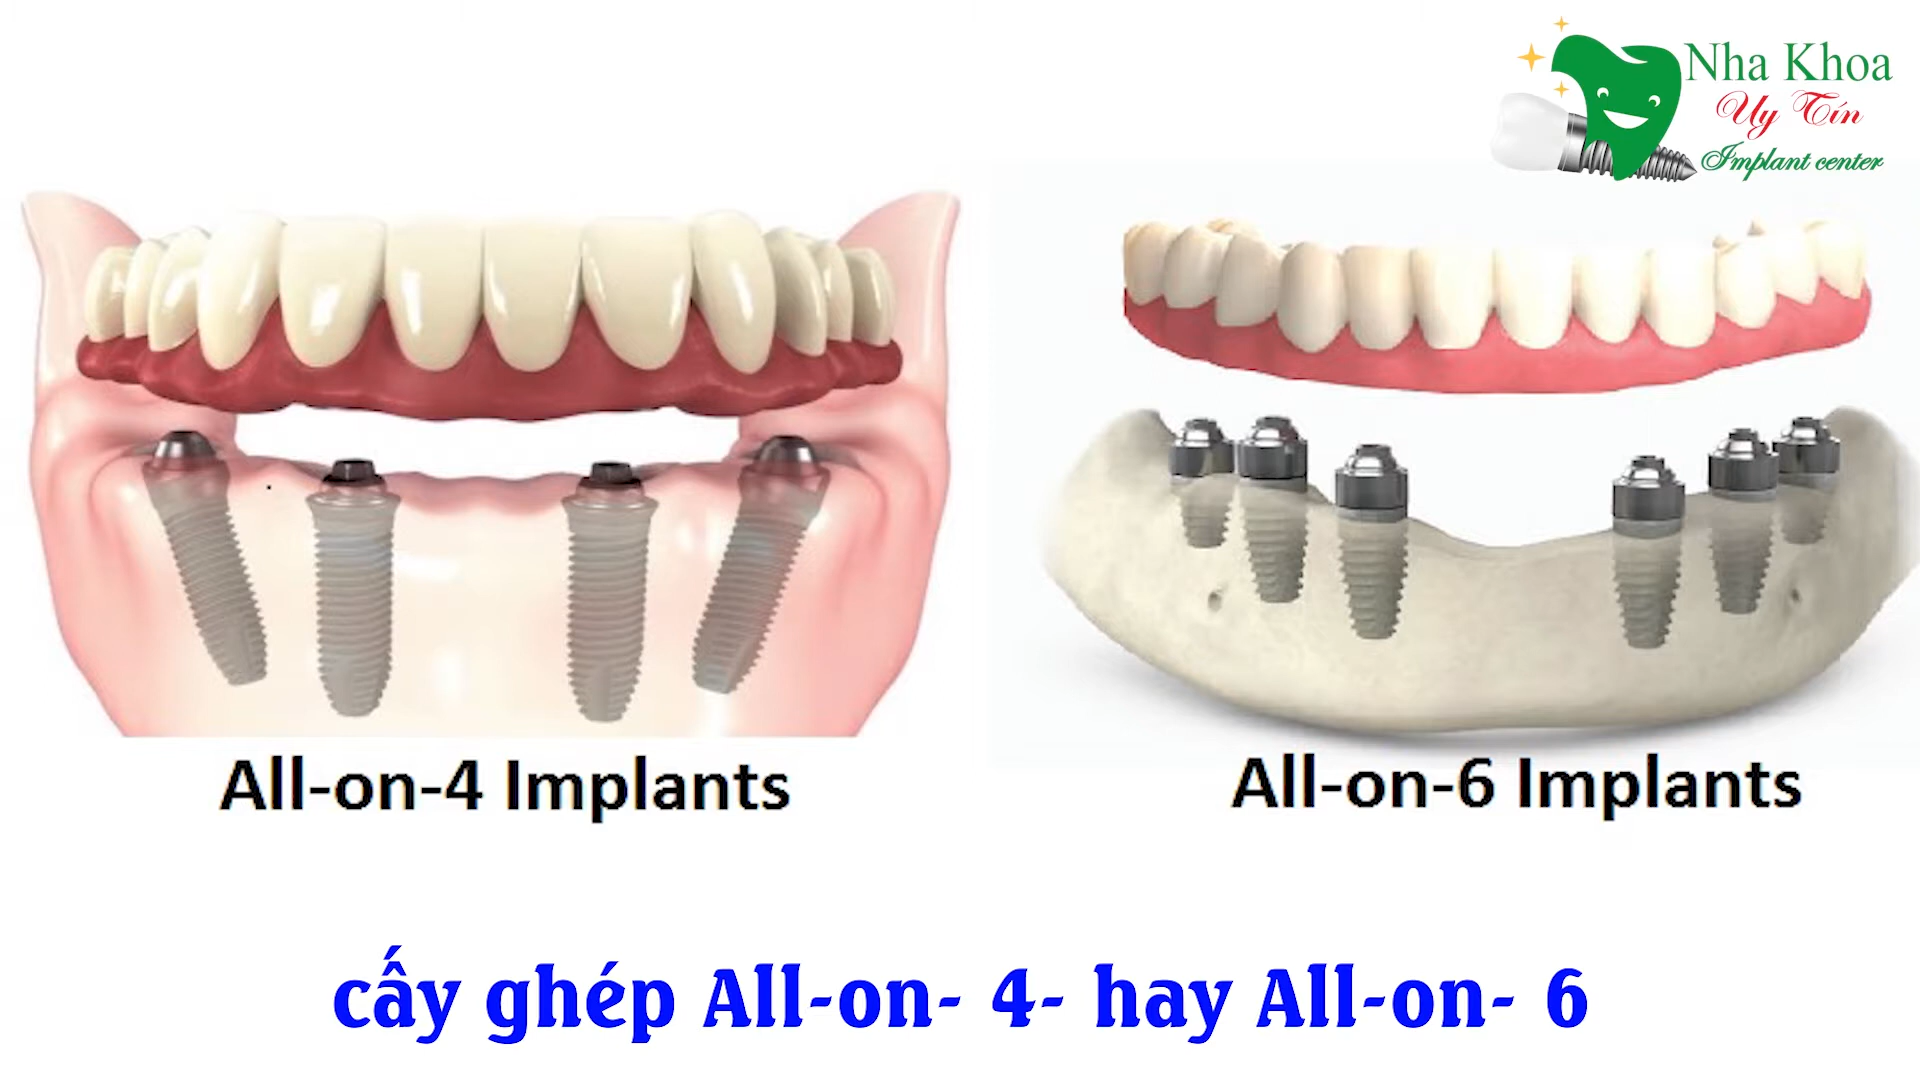 Nha Khoa
Uy Tín
Implant center
All-on-4 Implants
All-on-6 Implants
cấy ghép All-on- 4- hay All-on- 6